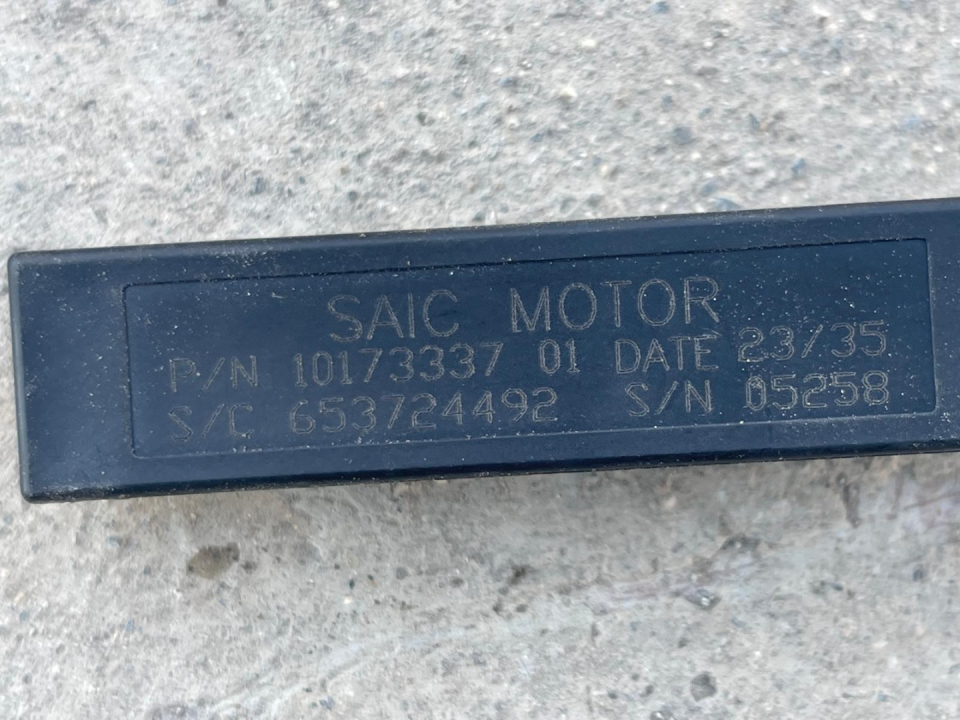 SAIC MOTOR
P/N 10173337 01 DATE 23/35
S/C 653724492 S/N 05258